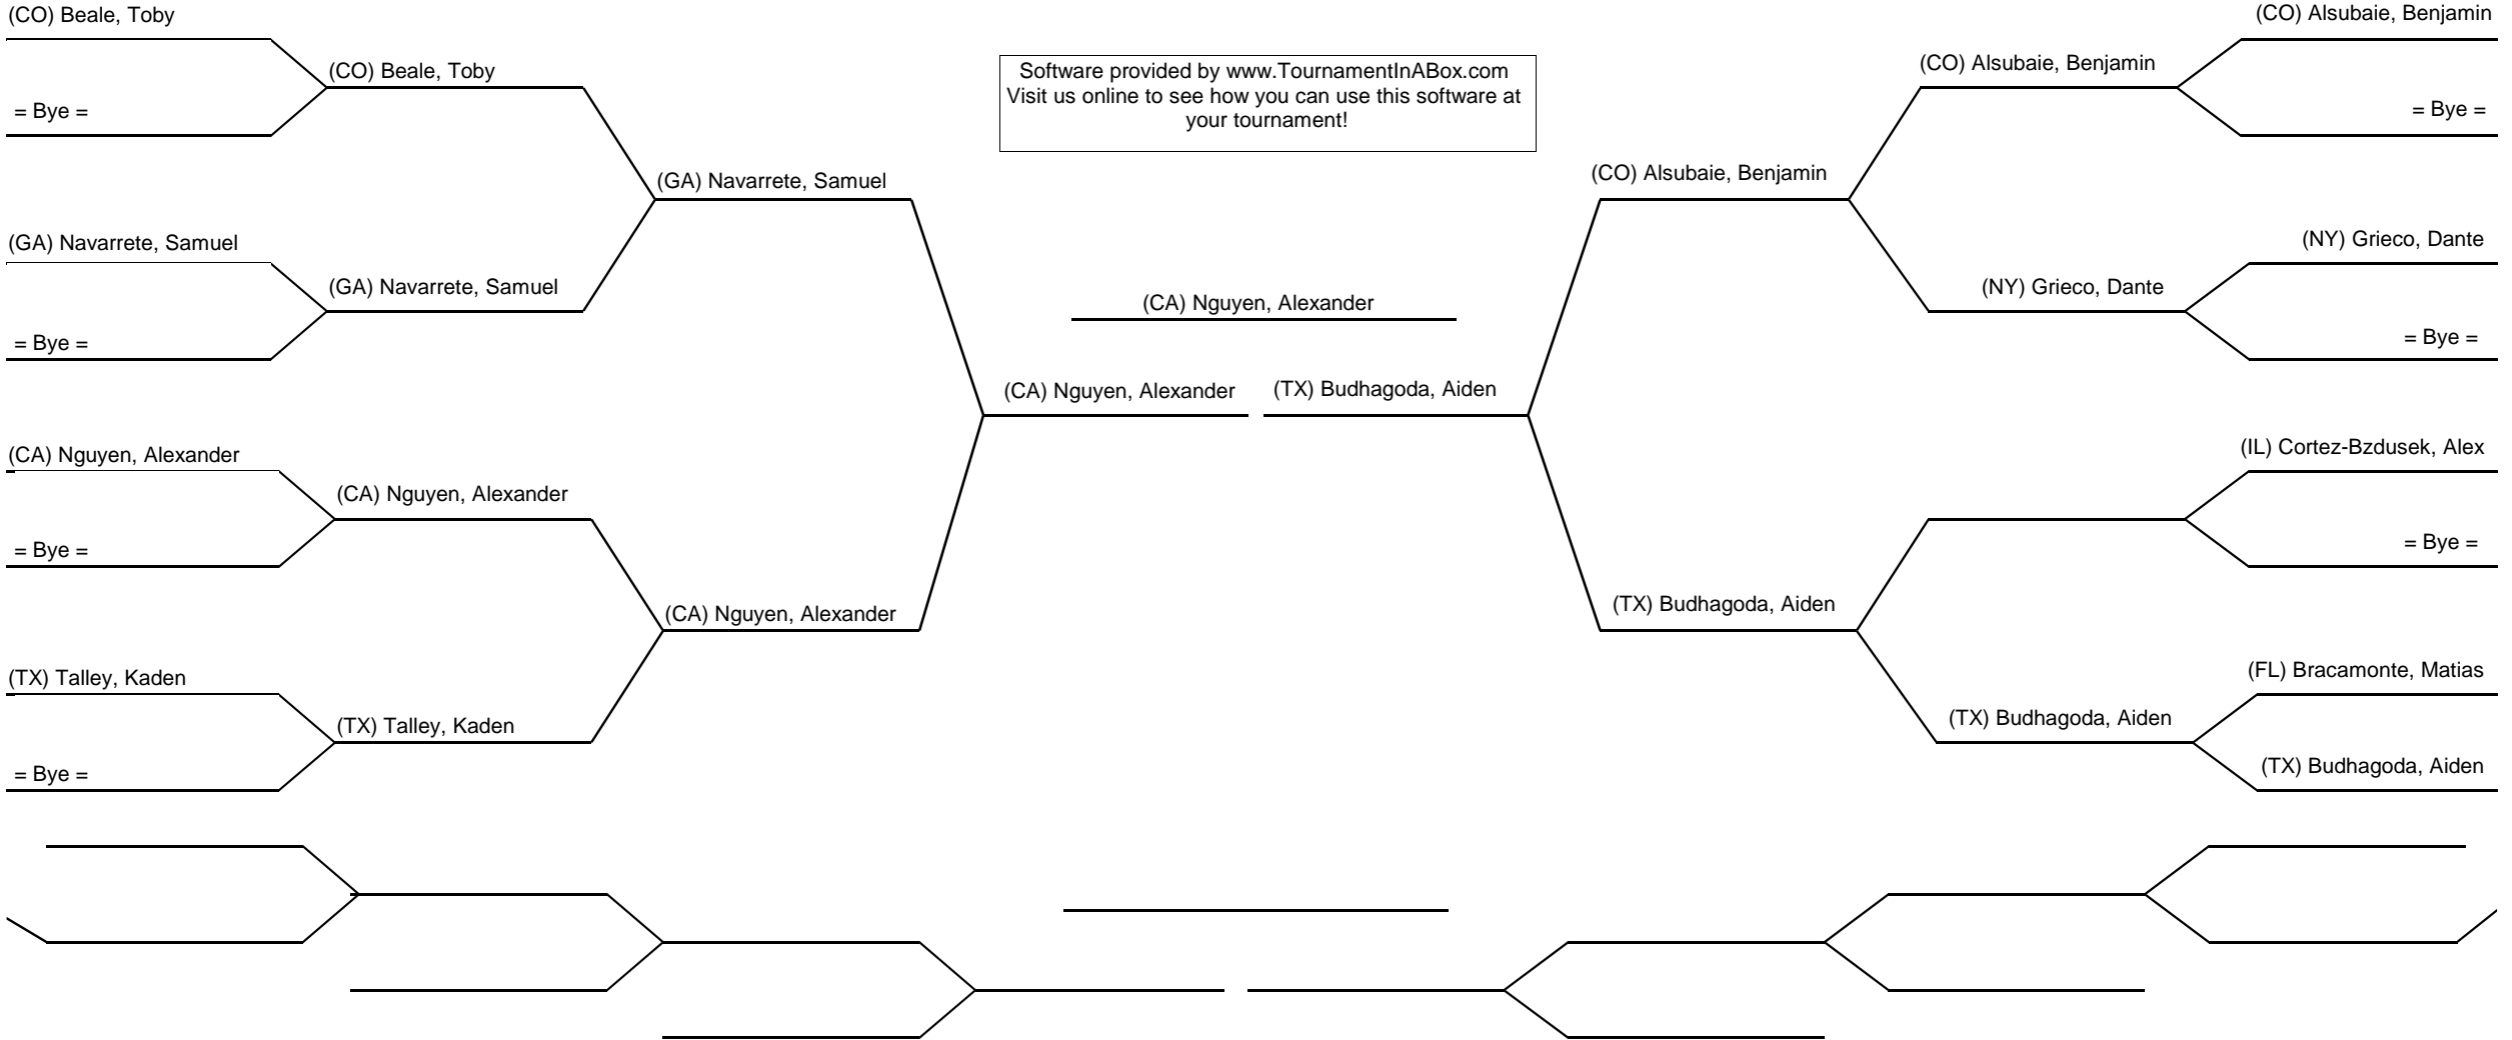 (CO) Beale, Toby
= Bye =
(GA) Navarrete, Samuel
= Bye =
(CA) Nguyen, Alexander
= Bye =
(TX) Talley, Kaden
= Bye =
(CO) Beale, Toby
(GA) Navarrete, Samuel
(CA) Nguyen, Alexander
(TX) Talley, Kaden
(GA) Navarrete, Samuel
(CA) Nguyen, Alexander
Software provided by www.TournamentInABox.com
Visit us online to see how you can use this software at
your tournament!
(CA) Nguyen, Alexander
(CA) Nguyen, Alexander
(TX) Budhagoda, Aiden
(CO) Alsubaie, Benjamin
(TX) Budhagoda, Aiden
(CO) Alsubaie, Benjamin
(NY) Grieco, Dante
(TX) Budhagoda, Aiden
(CO) Alsubaie, Benjamin
= Bye =
(NY) Grieco, Dante
= Bye =
(IL) Cortez-Bzdusek, Alex
= Bye =
(FL) Bracamonte, Matias
(TX) Budhagoda, Aiden